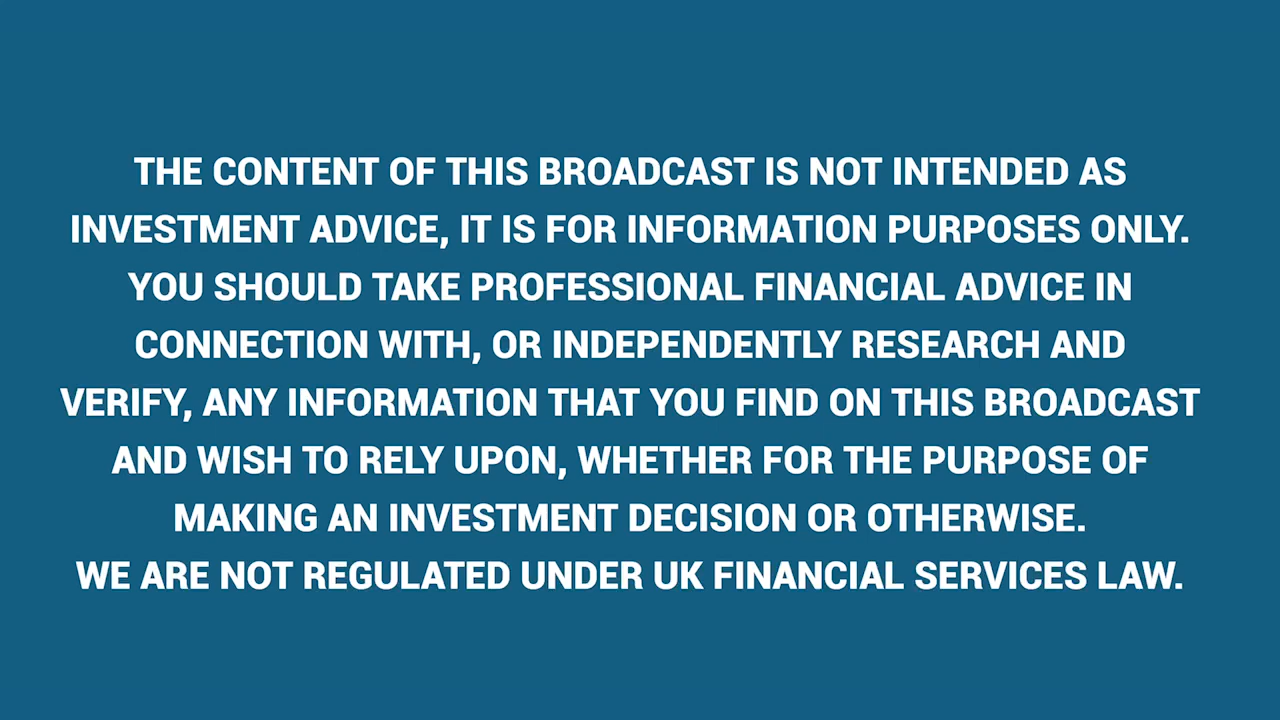 THE CONTENT OF THIS BROADCAST IS NOT INTENDED AS
INVESTMENT ADVICE, IT IS FOR INFORMATION PURPOSES ONLY.
YOU SHOULD TAKE PROFESSIONAL FINANCIAL ADVICE IN
CONNECTION WITH, OR INDEPENDENTLY RESEARCH AND
VERIFY, ANY INFORMATION THAT YOU FIND ON THIS BROADCAST
AND WISH TO RELY UPON, WHETHER FOR THE PURPOSE OF
MAKING AN INVESTMENT DECISION OR OTHERWISE.
WE ARE NOT REGULATED UNDER UK FINANCIAL SERVICES LAW.